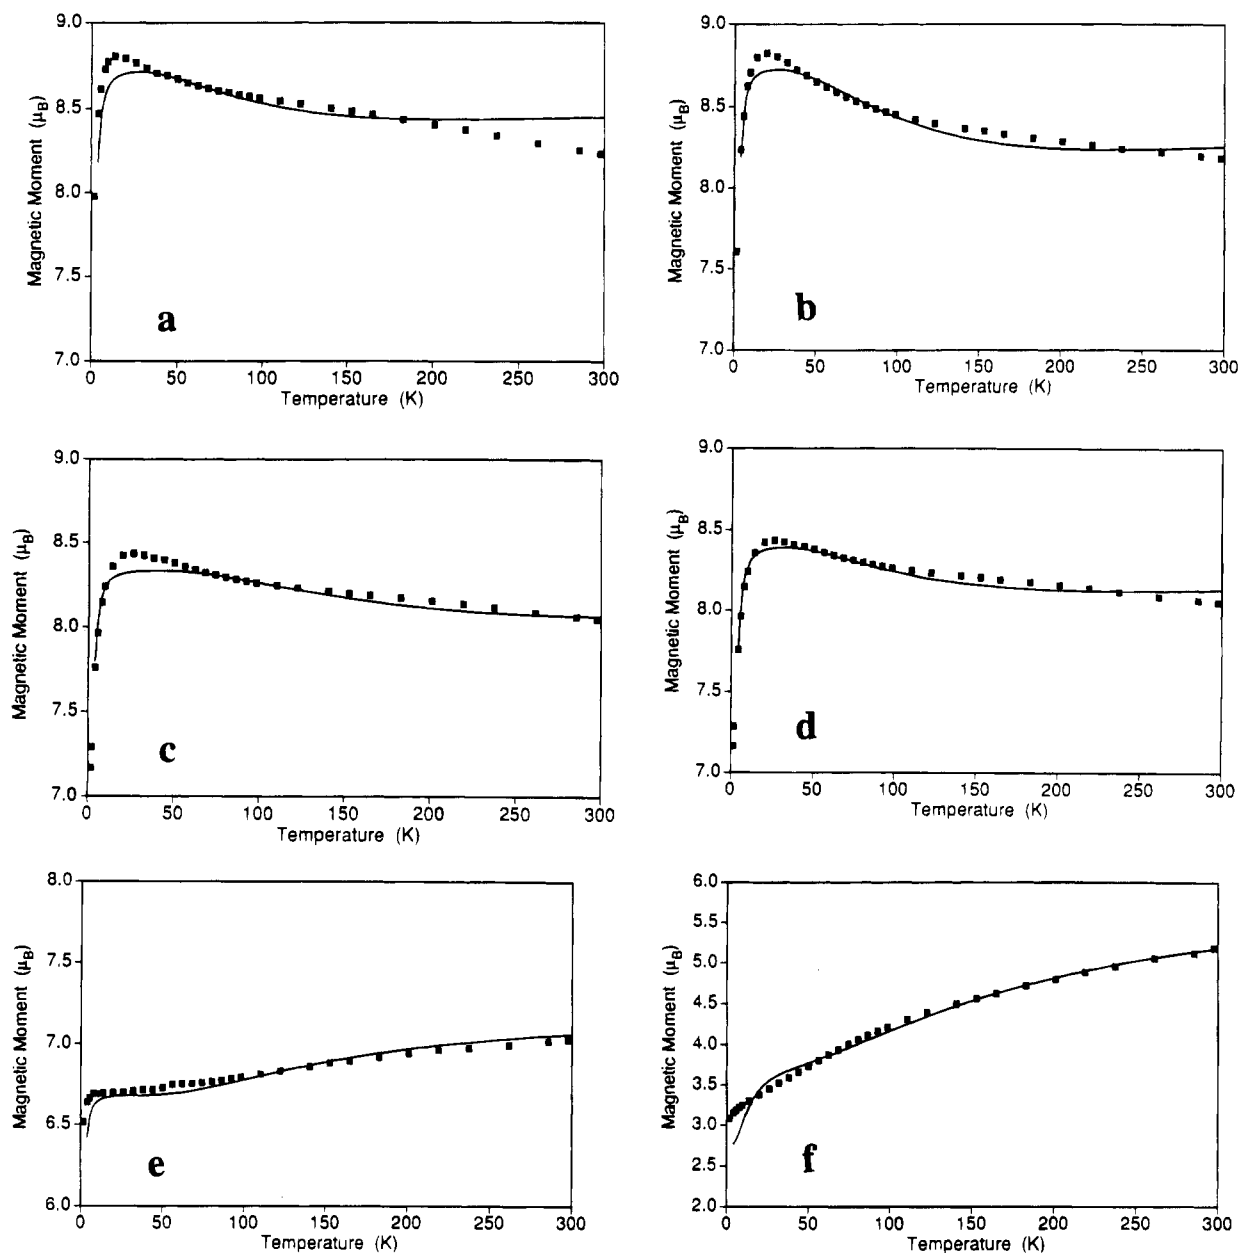 9.0
8.5
8.0
7.5
7.0
Magnetic Moment (μB)
a
0 50 100 150 200 250 300
Temperature (K)
9.0
8.5
8.0
7.5
7.0
Magnetic Moment (μB)
b
0 50 100 150 200 250 300
Temperature (K)
9.0
8.5
8.0
7.5
7.0
Magnetic Moment (μB)
c
0 50 100 150 200 250 300
Temperature (K)
9.0
8.5
8.0
7.5
7.0
Magnetic Moment (μB)
d
0 50 100 150 200 250 300
Temperature (K)
8.0
7.5
7.0
6.5
6.0
Magnetic Moment (μB)
e
0 50 100 150 200 250 300
Temperature (K)
6.0
5.0
4.5
4.0
3.5
3.0
2.5
2.0
Magnetic Moment (μB)
f
0 50 100 150 200 250 300
Temperature (K)